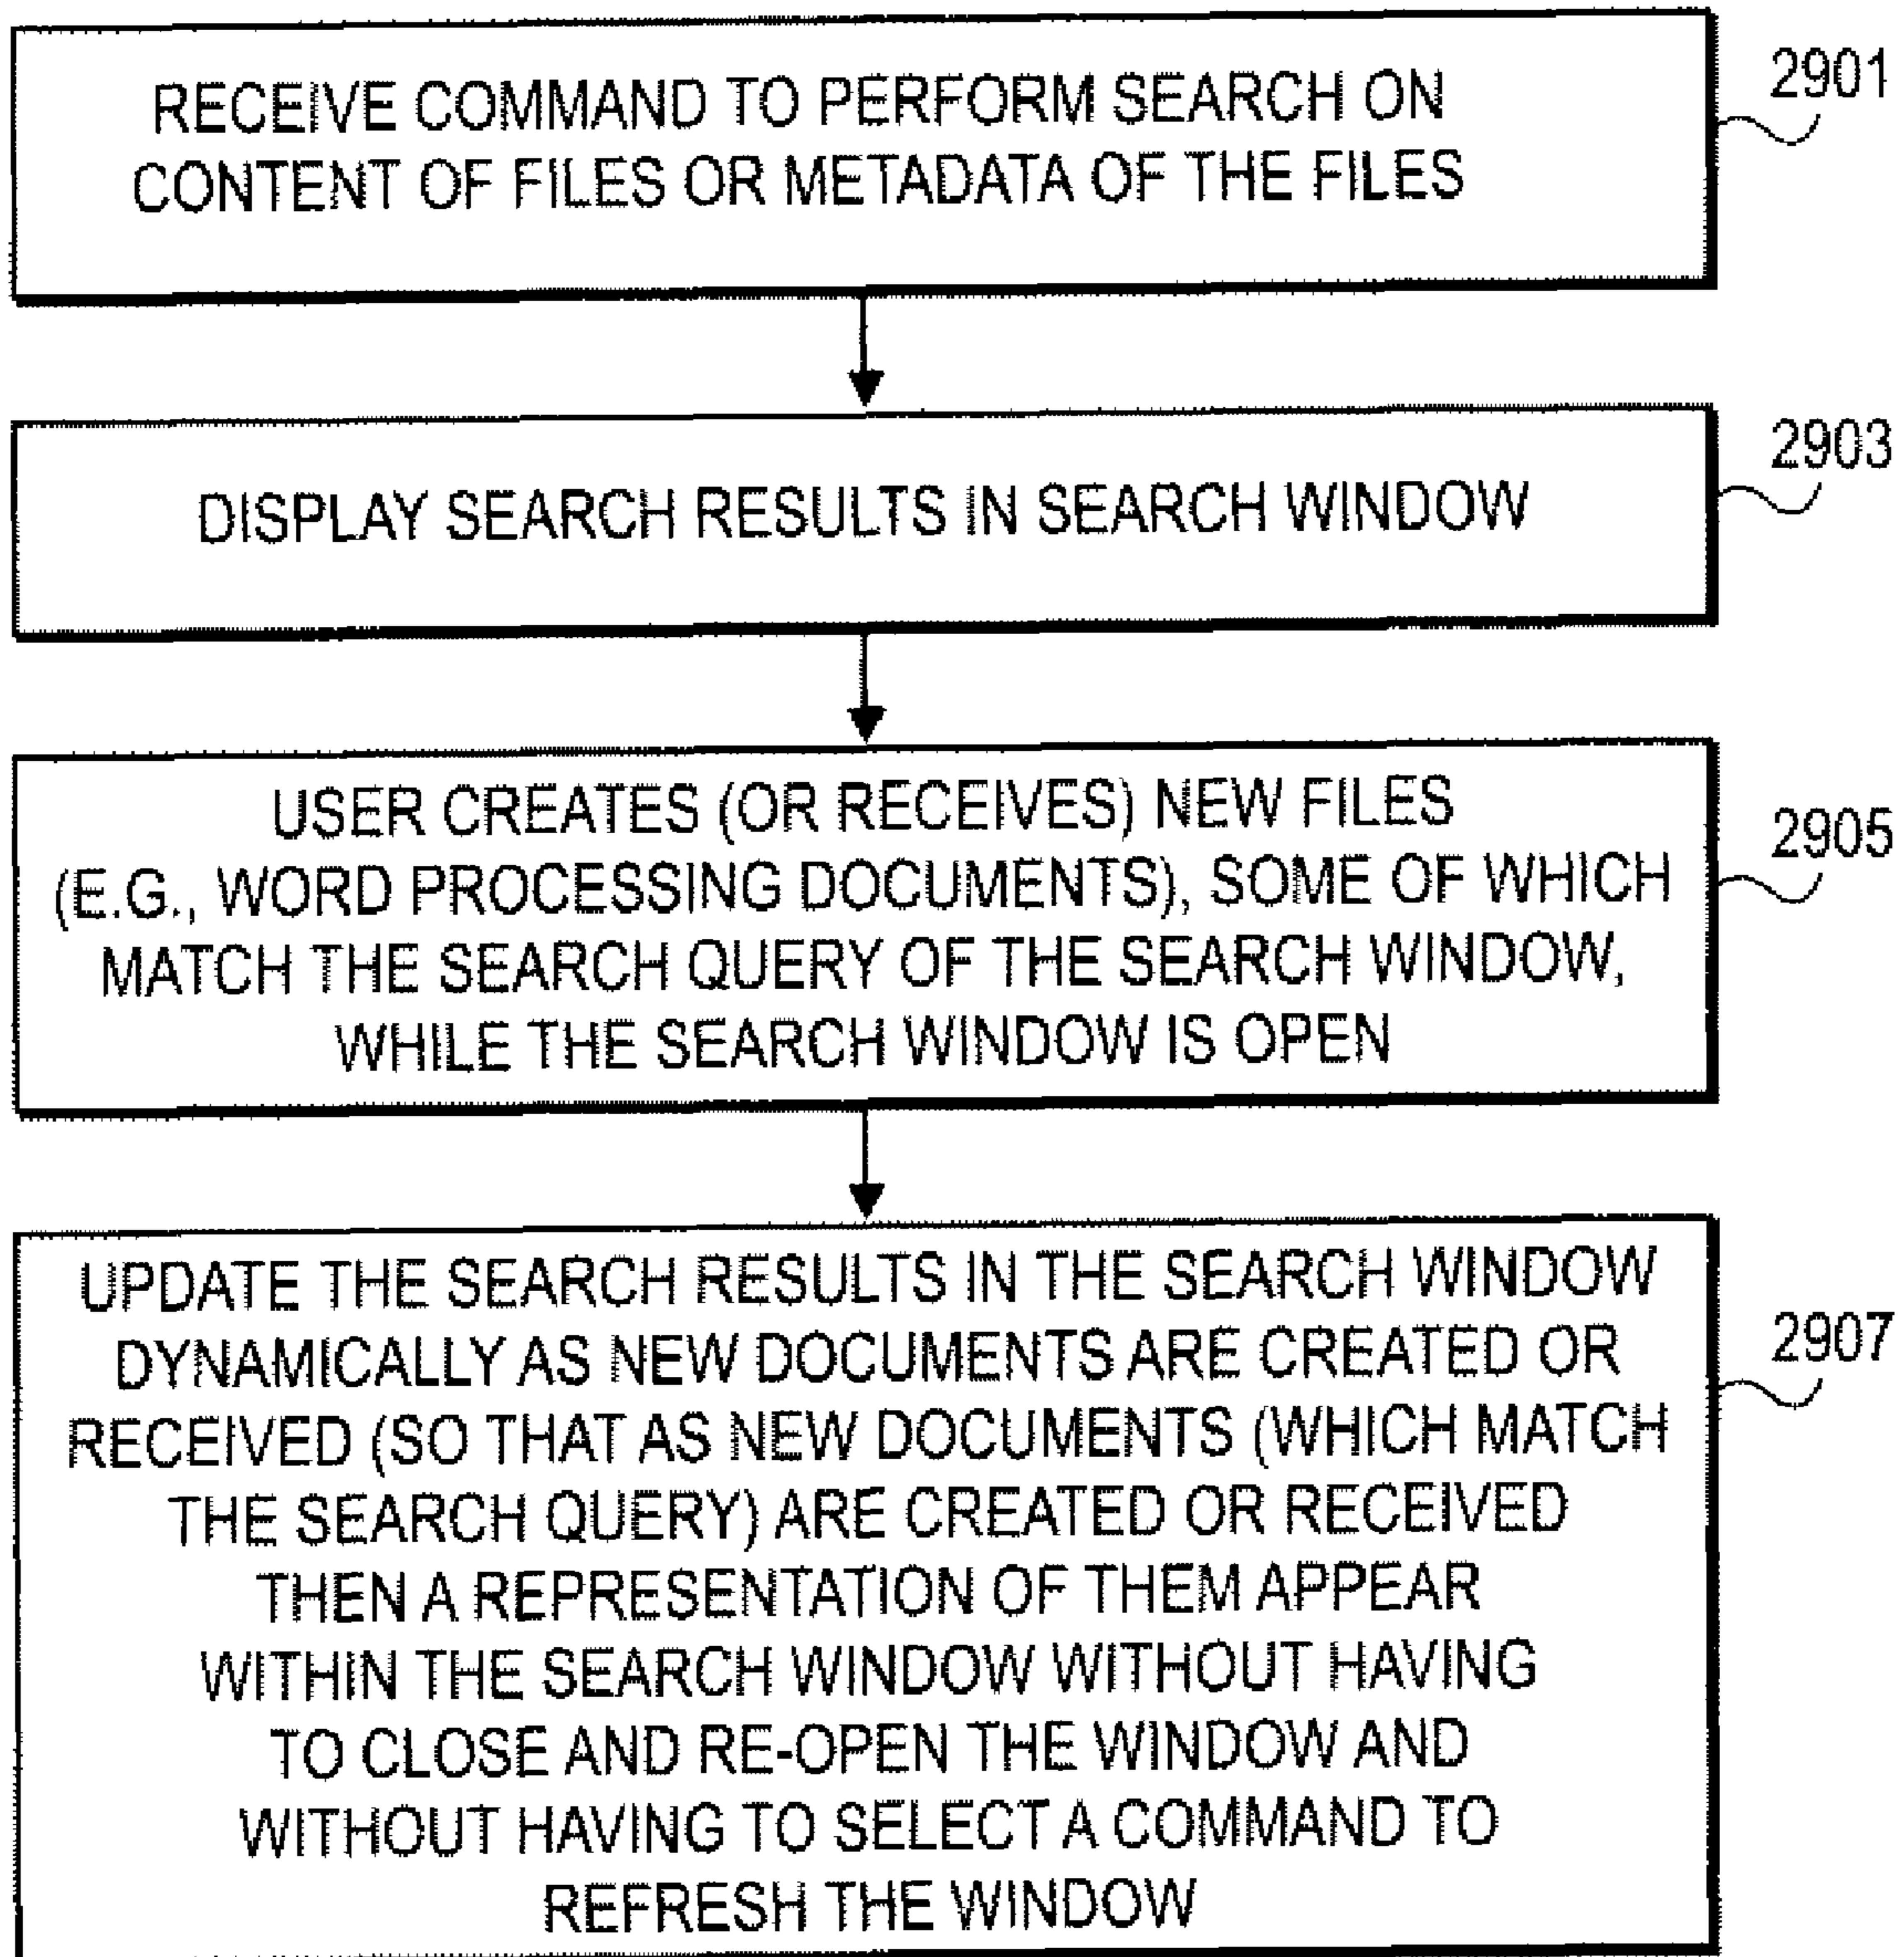 RECEIVE COMMAND TO PERFORM SEARCH ON
CONTENT OF FILES OR METADATA OF THE FILES
2901
DISPLAY SEARCH RESULTS IN SEARCH WINDOW
2903
USER CREATES (OR RECEIVES) NEW FILES
(E.G., WORD PROCESSING DOCUMENTS), SOME OF WHICH
MATCH THE SEARCH QUERY OF THE SEARCH WINDOW,
WHILE THE SEARCH WINDOW IS OPEN
2905
UPDATE THE SEARCH RESULTS IN THE SEARCH WINDOW
DYNAMICALLY AS NEW DOCUMENTS ARE CREATED OR
RECEIVED (SO THAT AS NEW DOCUMENTS (WHICH MATCH
THE SEARCH QUERY) ARE CREATED OR RECEIVED
THEN A REPRESENTATION OF THEM APPEAR
WITHIN THE SEARCH WINDOW WITHOUT HAVING
TO CLOSE AND RE-OPEN THE WINDOW AND
WITHOUT HAVING TO SELECT A COMMAND TO
REFRESH THE WINDOW
2907